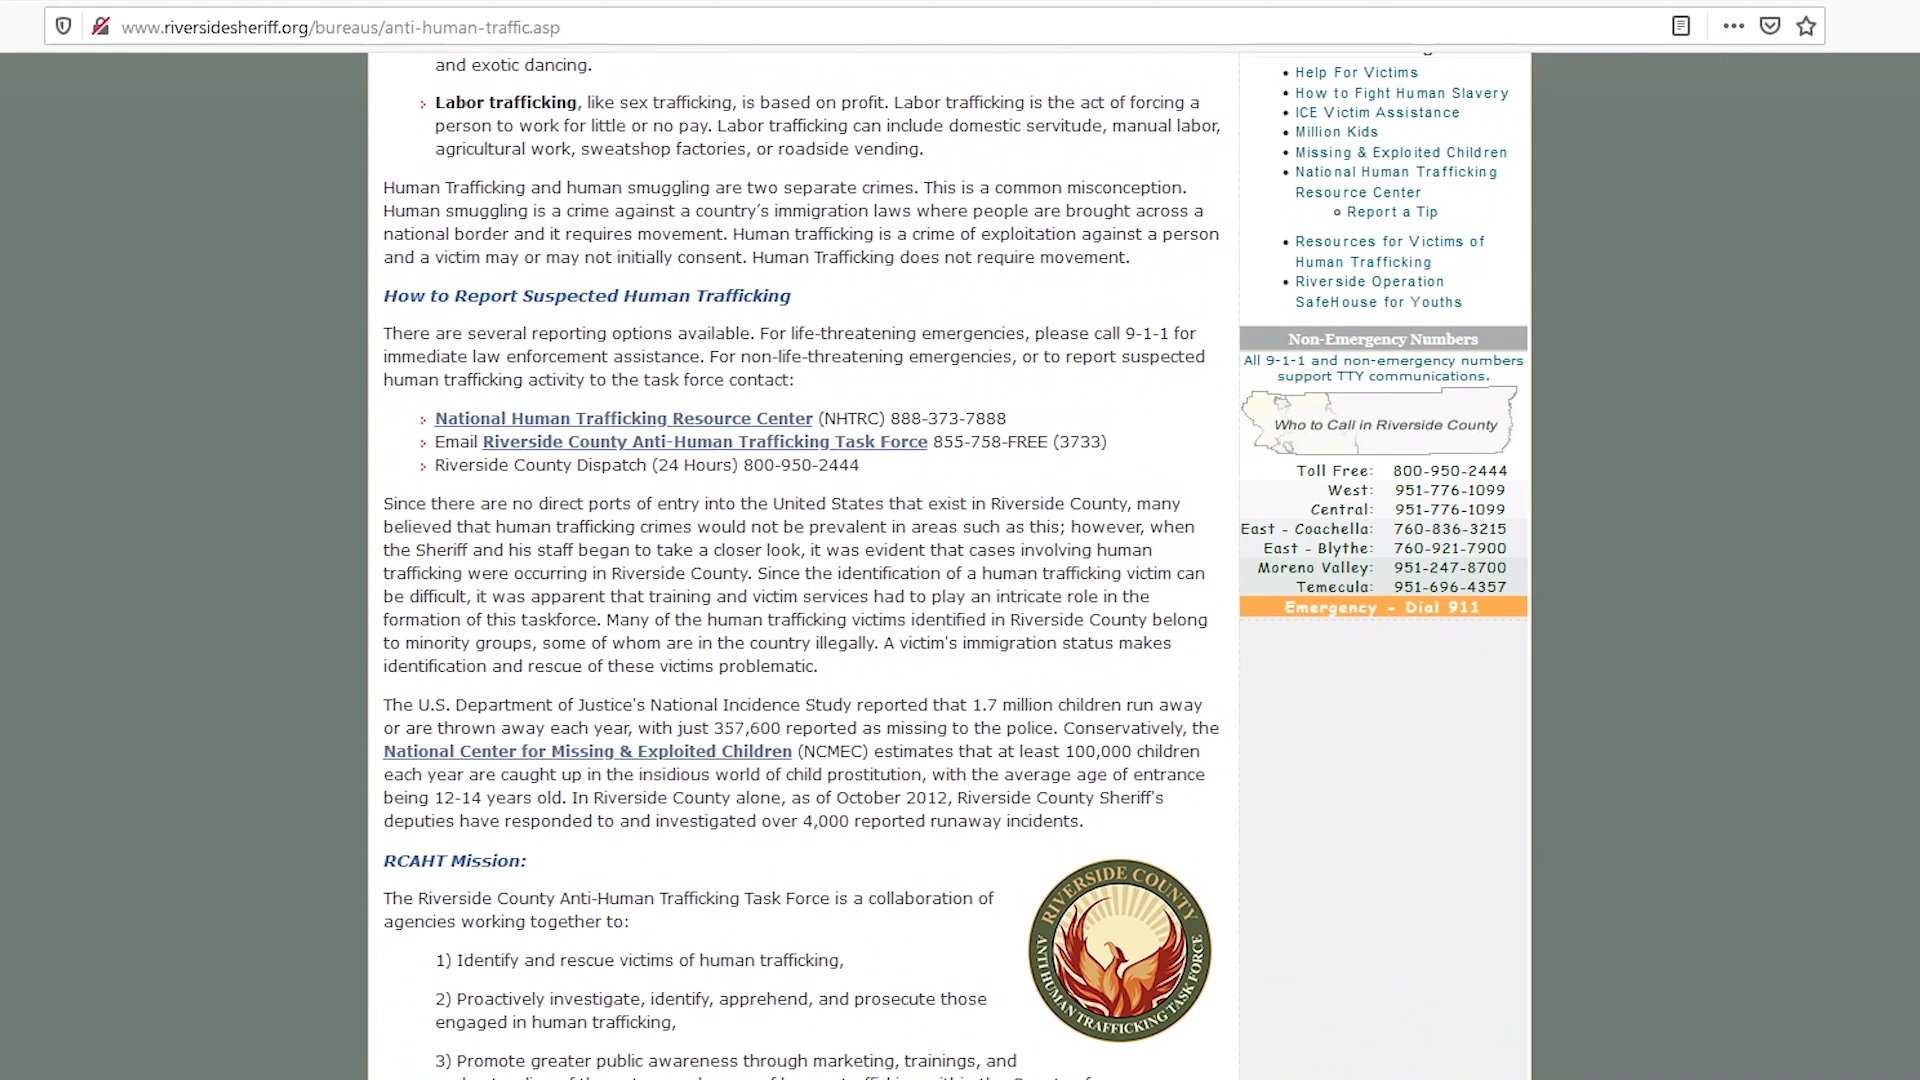 www.riversidesheriff.org/bureaus/anti-human-traffic.asp
and exotic dancing.
Labor trafficking, like sex trafficking, is based on profit. Labor trafficking is the act of forcing a
person to work for little or no pay. Labor trafficking can include domestic servitude, manual labor,
agricultural work, sweatshop factories, or roadside vending.
Human Trafficking and human smuggling are two separate crimes. This is a common misconception.
Human smuggling is a crime against a country’s immigration laws where people are brought across a
national border and it requires movement. Human trafficking is a crime of exploitation against a person
and a victim may or may not initially consent. Human Trafficking does not require movement.
How to Report Suspected Human Trafficking
There are several reporting options available. For life-threatening emergencies, please call 9-1-1 for
immediate law enforcement assistance. For non-life-threatening emergencies, or to report suspected
human trafficking activity to the task force contact:
National Human Trafficking Resource Center (NHTRC) 888-373-7888
Email Riverside County Anti-Human Trafficking Task Force 855-758-FREE (3733)
Riverside County Dispatch (24 Hours) 800-950-2444
Since there are no direct ports of entry into the United States that exist in Riverside County, many
believed that human trafficking crimes would not be prevalent in areas such as this; however, when
the Sheriff and his staff began to take a closer look, it was evident that cases involving human
trafficking were occurring in Riverside County. Since the identification of a human trafficking victim can
be difficult, it was apparent that training and victim services had to play an intricate role in the
formation of this taskforce. Many of the human trafficking victims identified in Riverside County belong
to minority groups, some of whom are in the country illegally. A victim's immigration status makes
identification and rescue of these victims problematic.
The U.S. Department of Justice's National Incidence Study reported that 1.7 million children run away
or are thrown away each year, with just 357,600 reported as missing to the police. Conservatively, the
National Center for Missing & Exploited Children (NCMEC) estimates that at least 100,000 children
each year are caught up in the insidious world of child prostitution, with the average age of entrance
being 12-14 years old. In Riverside County alone, as of October 2012, Riverside County Sheriff's
deputies have responded to and investigated over 4,000 reported runaway incidents.
RCAHT Mission:
The Riverside County Anti-Human Trafficking Task Force is a collaboration of
agencies working together to:
1) Identify and rescue victims of human trafficking,
2) Proactively investigate, identify, apprehend, and prosecute those
engaged in human trafficking,
3) Promote greater public awareness through marketing, trainings, and
RIVERSIDE COUNTY
ANTI HUMAN TRAFFICKING TASK FORCE
Help For Victims
How to Fight Human Slavery
ICE Victim Assistance
Million Kids
Missing & Exploited Children
National Human Trafficking
Resource Center
Report a Tip
Resources for Victims of
Human Trafficking
Riverside Operation
SafeHouse for Youths
Non-Emergency Numbers
All 9-1-1 and non-emergency numbers
support TTY communications.
Who to Call in Riverside County
Toll Free: 800-950-2444
West: 951-776-1099
Central: 951-776-1099
East - Coachella: 760-836-3215
East - Blythe: 760-921-7900
Moreno Valley: 951-247-8700
Temecula: 951-696-4357
Emergency - Dial 911